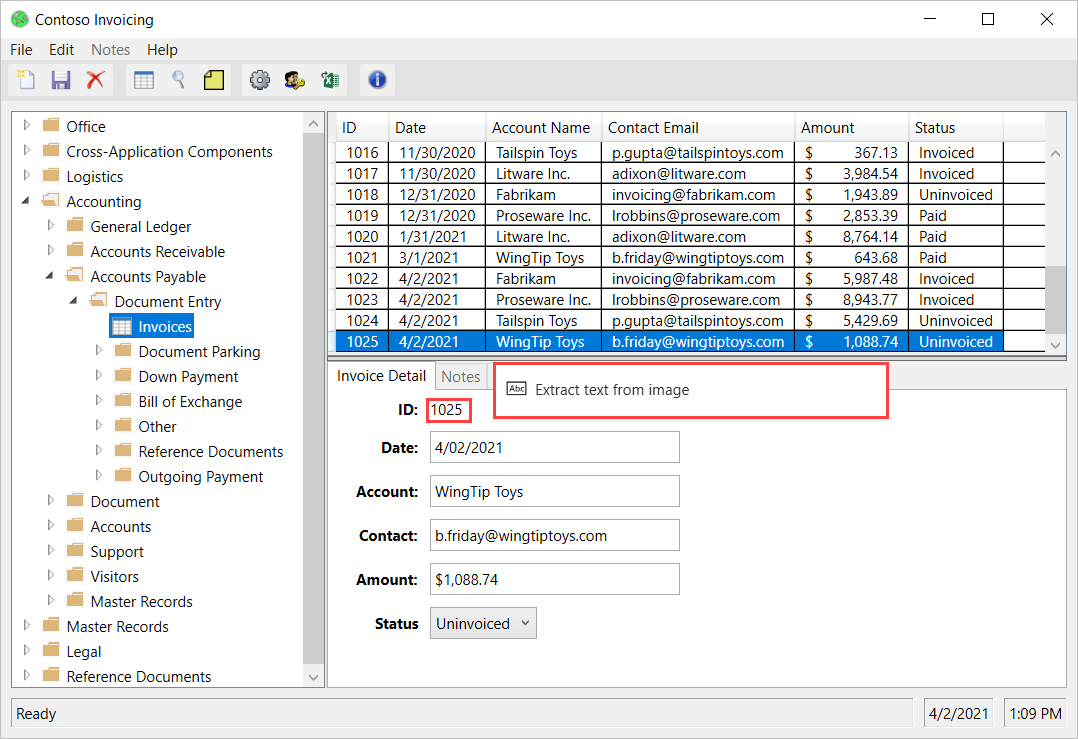 Contoso Invoicing
File Edit Notes Help
Office
Cross-Application Components
Logistics
Accounting
General Ledger
Accounts Receivable
Accounts Payable
Document Entry
Invoices
Document Parking
Down Payment
Bill of Exchange
Other
Reference Documents
Outgoing Payment
Document
Accounts
Support
Visitors
Master Records
Master Records
Legal
Reference Documents
ID Date Account Name Contact Email Amount Status
1016 11/30/2020 Tailspin Toys p.gupta@tailspintoys.com $ 367.13 Invoiced
1017 11/30/2020 Litware Inc. adixon@litware.com $ 3,984.54 Invoiced
1018 12/31/2020 Fabrikam invoicing@fabrikam.com $ 1,943.89 Uninvoiced
1019 12/31/2020 Proseware Inc. lrobbins@proseware.com $ 2,853.39 Paid
1020 1/31/2021 Litware Inc. adixon@litware.com $ 8,764.14 Paid
1021 3/1/2021 WingTip Toys b.friday@wingtiptoys.com $ 643.68 Paid
1022 4/2/2021 Fabrikam invoicing@fabrikam.com $ 5,987.48 Invoiced
1023 4/2/2021 Proseware Inc. lrobbins@proseware.com $ 8,943.77 Invoiced
1024 4/2/2021 Tailspin Toys p.gupta@tailspintoys.com $ 5,429.69 Uninvoiced
1025 4/2/2021 WingTip Toys b.friday@wingtiptoys.com $ 1,088.74 Uninvoiced
Invoice Detail Notes
Abc Extract text from image
ID: 1025
Date: 4/02/2021
Account: WingTip Toys
Contact: b.friday@wingtiptoys.com
Amount: $1,088.74
Status Uninvoiced
Ready 4/2/2021 1:09 PM